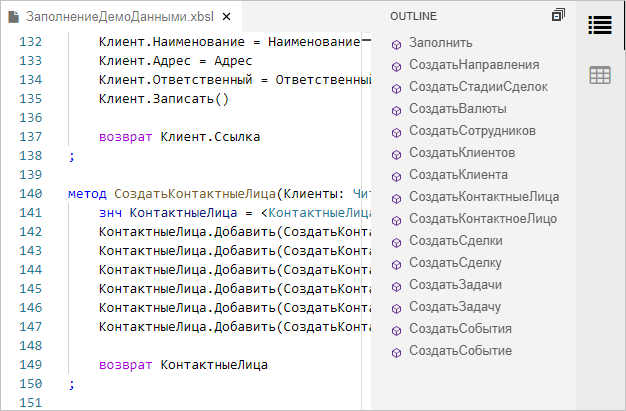 ЗаполнениеДемоДанными.xbsl
132 Клиент.Наименование = Наименование
133 Клиент.Адрес = Адрес
134 Клиент.Ответственный = Ответственный
135 Клиент.Записать()
136
137 возврат Клиент.Ссылка
138 ;
139
140 метод СоздатьКонтактныеЛица(Клиенты: Чит
141 знч КонтактныеЛица = <КонтактныеЛица
142 КонтактныеЛица.Добавить(СоздатьКонта
143 КонтактныеЛица.Добавить(СоздатьКонта
144 КонтактныеЛица.Добавить(СоздатьКонта
145 КонтактныеЛица.Добавить(СоздатьКонта
146 КонтактныеЛица.Добавить(СоздатьКонта
147 КонтактныеЛица.Добавить(СоздатьКонта
148
149 возврат КонтактныеЛица
150 ;
151
OUTLINE
Заполнить
СоздатьНаправления
СоздатьСтадииСделок
СоздатьВалюты
СоздатьСотрудников
СоздатьКлиентов
СоздатьКлиента
СоздатьКонтактныеЛица
СоздатьКонтактноеЛицо
СоздатьСделки
СоздатьСделку
СоздатьЗадачи
СоздатьЗадачу
СоздатьСобытия
СоздатьСобытие